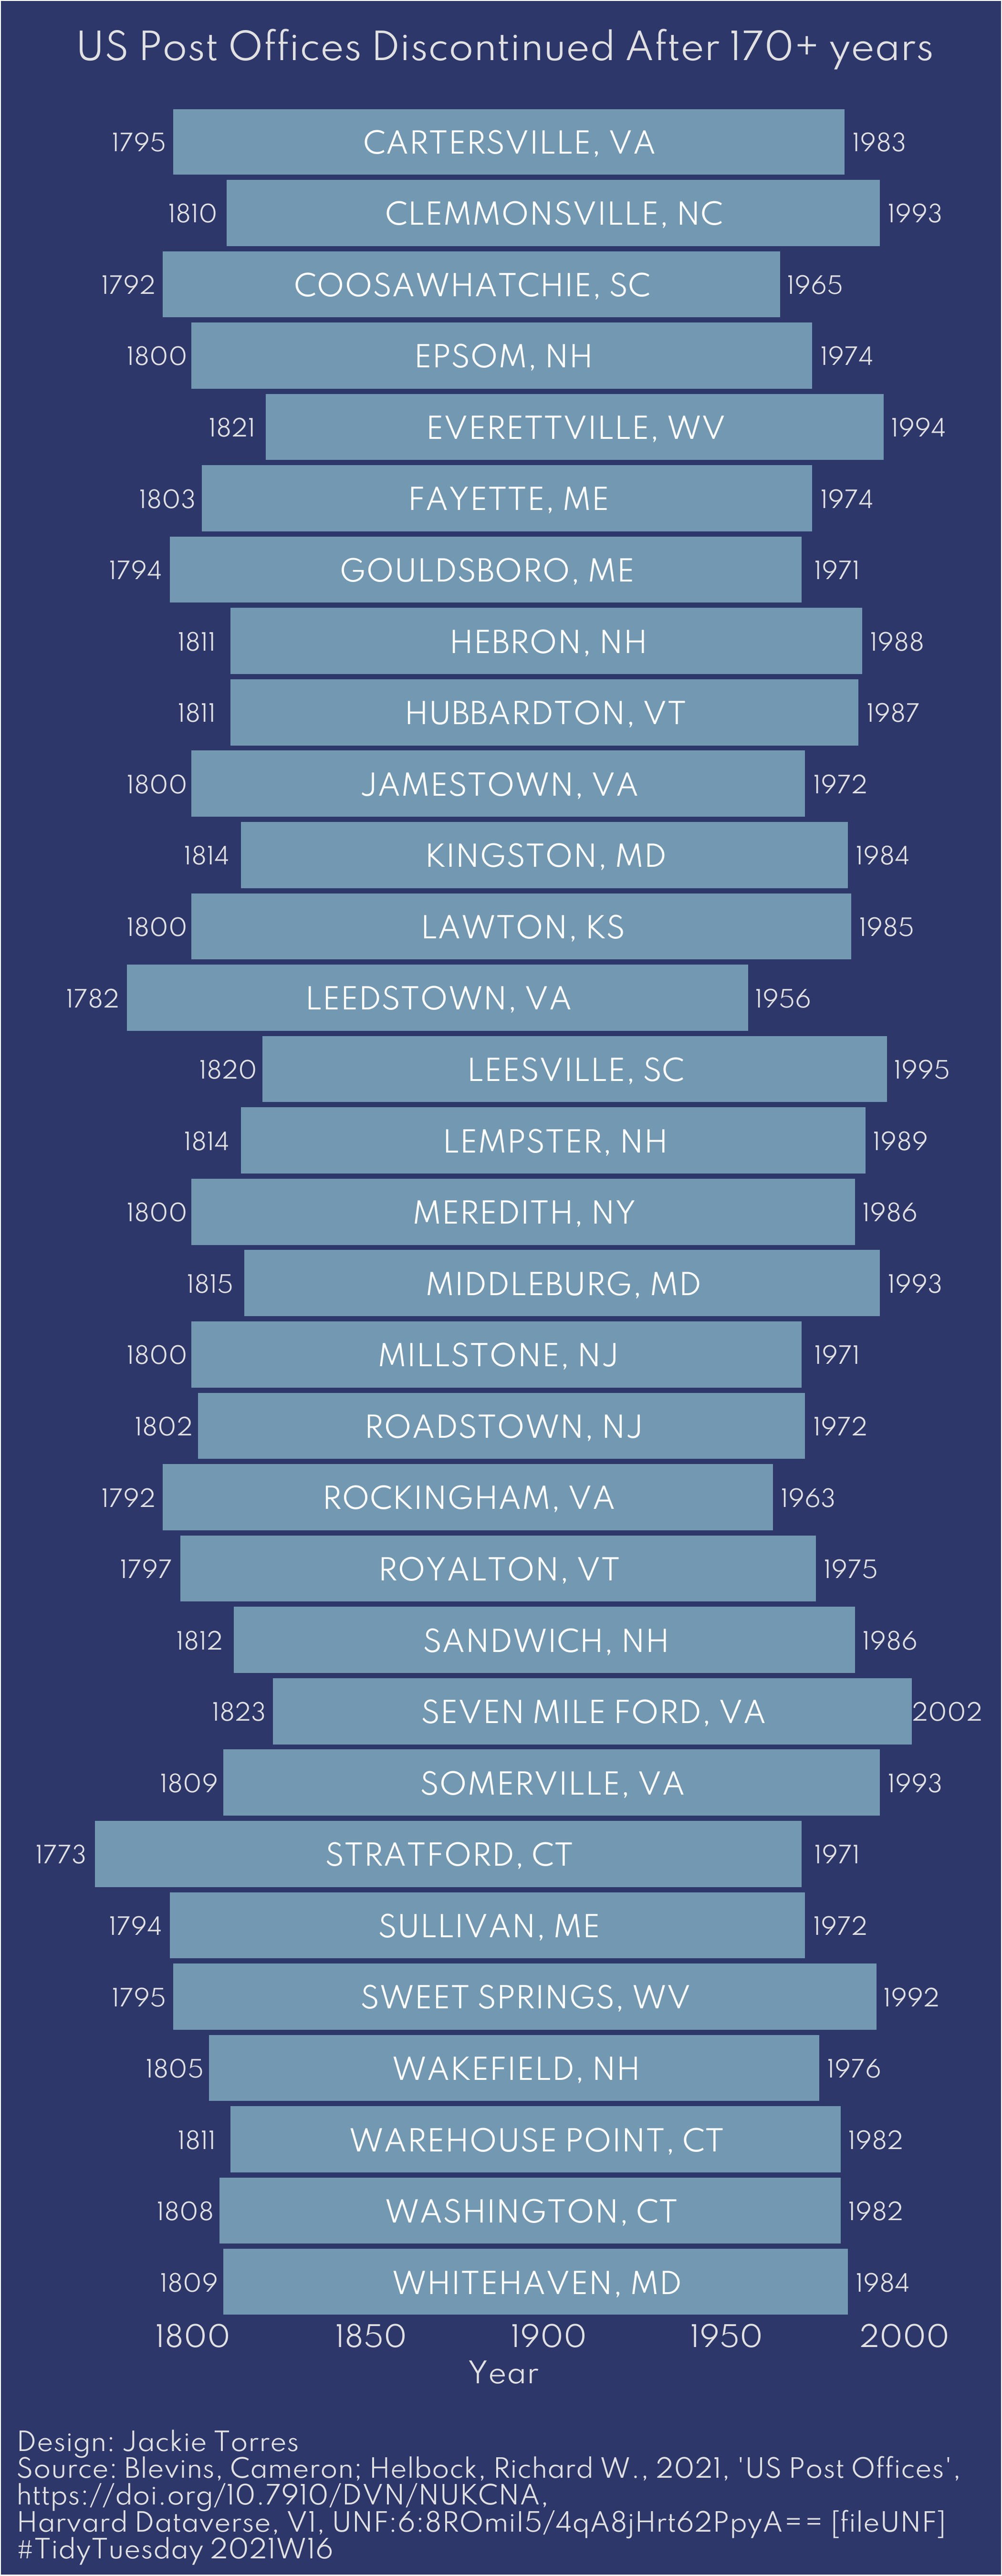 US Post Offices Discontinued After 170+ years
1795 CARTERSVILLE, VA 1983
1810 CLEMMONSVILLE, NC 1993
1792 COOSAWHATCHIE, SC 1965
1800 EPSOM, NH 1974
1821 EVERETTVILLE, WV 1994
1803 FAYETTE, ME 1974
1794 GOULDSBORO, ME 1971
1811 HEBRON, NH 1988
1811 HUBBARDTON, VT 1987
1800 JAMESTOWN, VA 1972
1814 KINGSTON, MD 1984
1800 LAWTON, KS 1985
1782 LEEDSTOWN, VA 1956
1820 LEESVILLE, SC 1995
1814 LEMPSTER, NH 1989
1800 MEREDITH, NY 1986
1815 MIDDLEBURG, MD 1993
1800 MILLSTONE, NJ 1971
1802 ROADSTOWN, NJ 1972
1792 ROCKINGHAM, VA 1963
1797 ROYALTON, VT 1975
1812 SANDWICH, NH 1986
1823 SEVEN MILE FORD, VA 2002
1809 SOMERVILLE, VA 1993
1773 STRATFORD, CT 1971
1794 SULLIVAN, ME 1972
1795 SWEET SPRINGS, WV 1992
1805 WAKEFIELD, NH 1976
1811 WAREHOUSE POINT, CT 1982
1808 WASHINGTON, CT 1982
1809 WHITEHAVEN, MD 1984
1800 1850 1900 1950 2000
Year
Design: Jackie Torres
Source: Blevins, Cameron; Helbock, Richard W., 2021, 'US Post Offices',
https://doi.org/10.7910/DVN/NUKCNA,
Harvard Dataverse, V1, UNF:6:8ROmiI5/4qA8jHrt62PpyA== [fileUNF]
#TidyTuesday 2021W16